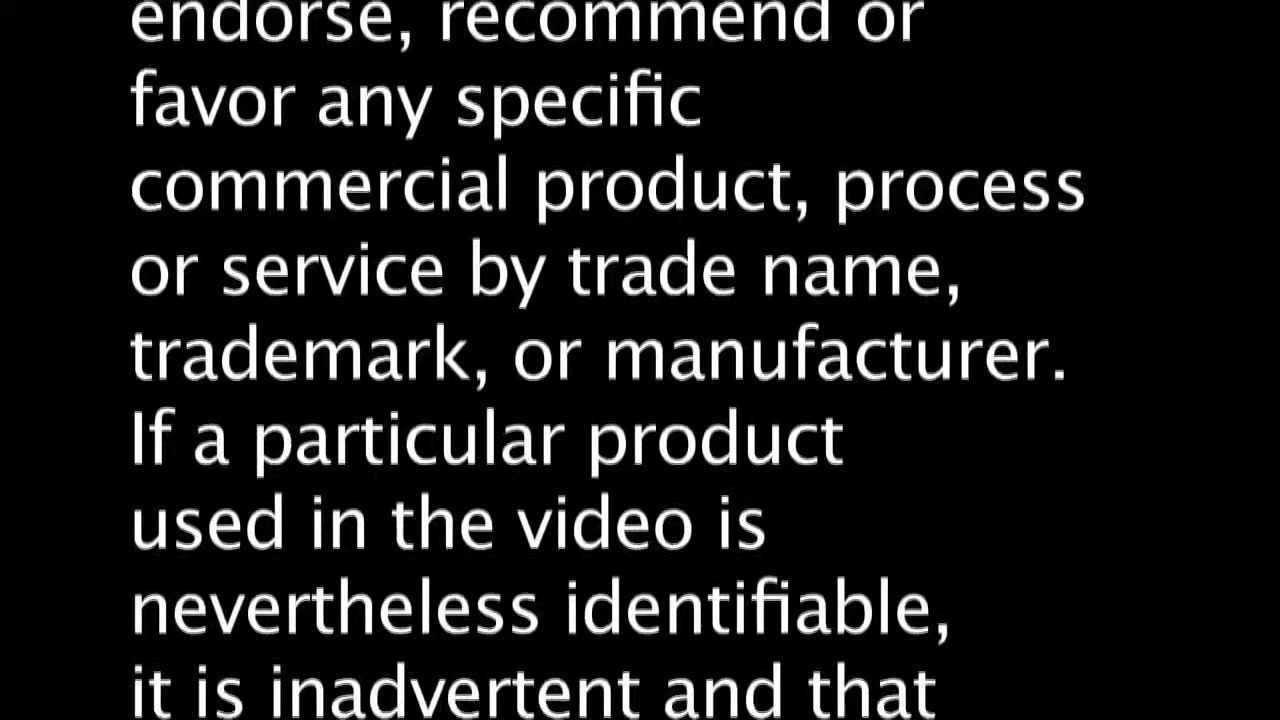 endorse, recommend or
favor any specific
commercial product, process
or service by trade name,
trademark, or manufacturer.
If a particular product
used in the video is
nevertheless identifiable,
it is inadvertent and that